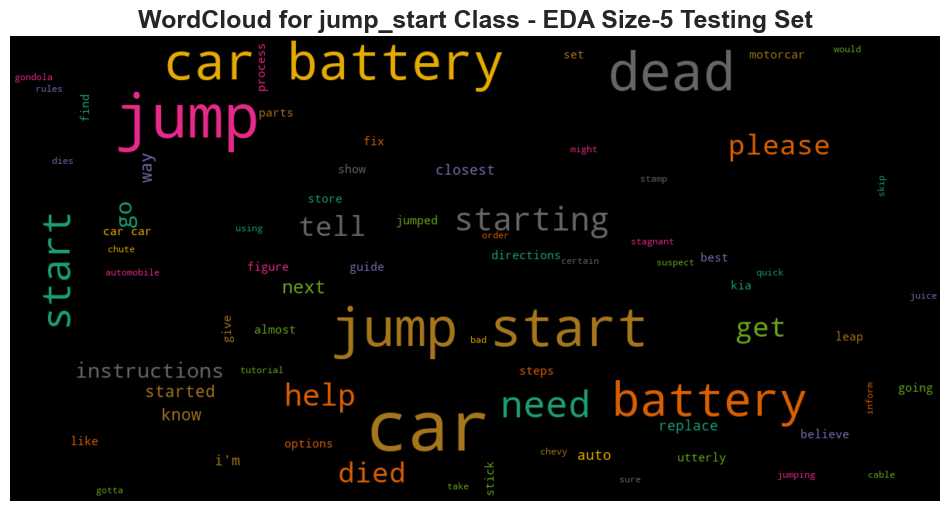 WordCloud for jump_start Class - EDA Size-5 Testing Set
car battery
process
set
dead
motorcar
would
gondola
rules
find
jump
parts
fix
way
show
closest
might
please
dies
stamp
skip
store
go
start
car car
chute
using
tell
jumped
starting
order
stagnant
automobile
figure
guide
directions
certain
suspect
best
quick
kia
juice
next
give
almost
jump start
bad
get
leap
instructions
tutorial
started
know
help
steps
need
battery
inform
going
car
replace
believe
like
i'm
options
died
chevy
auto
utterly
stick
take
sure
jumping
cable
gotta